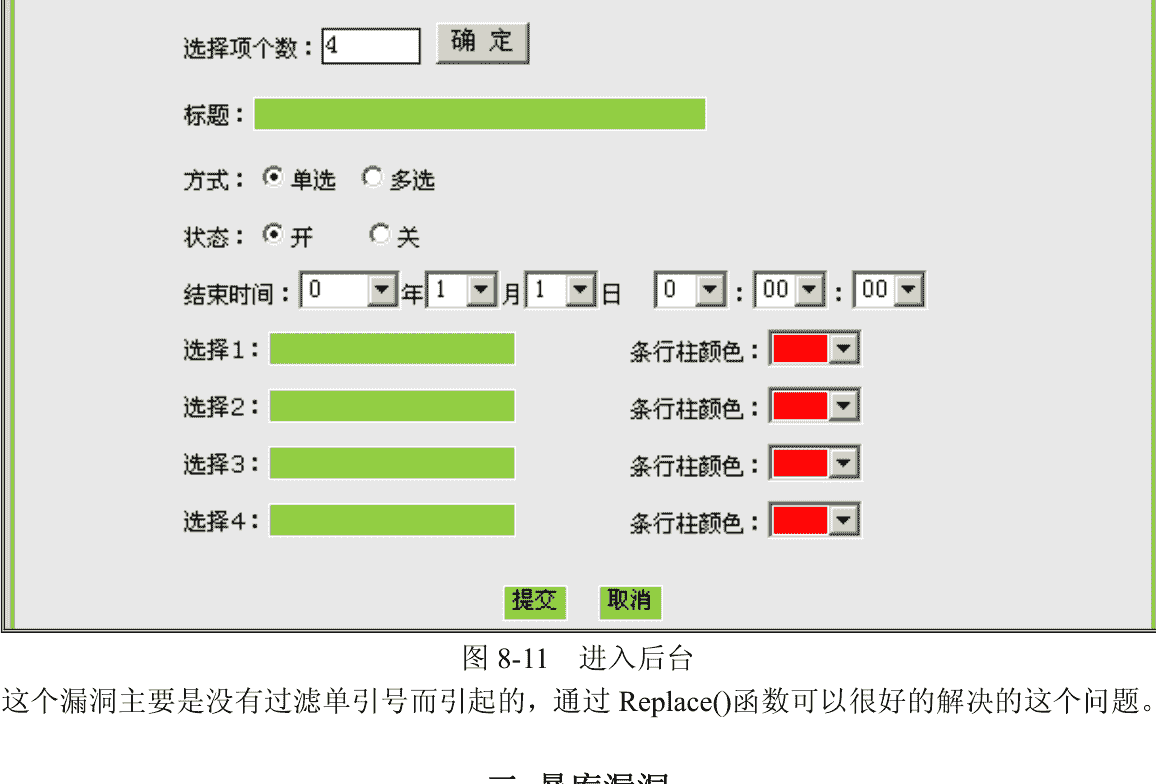 选择项个数：4 确 定
标题：
方式： 单选 多选
状态： 开 关
结束时间：0 年 1 月 1 日 0 ：00 ：00
选择1： 条行柱颜色：
选择2： 条行柱颜色：
选择3： 条行柱颜色：
选择4： 条行柱颜色：
提交 取消
图 8-11 进入后台
这个漏洞主要是没有过滤单引号而引起的，通过 Replace()函数可以很好的解决的这个问题。